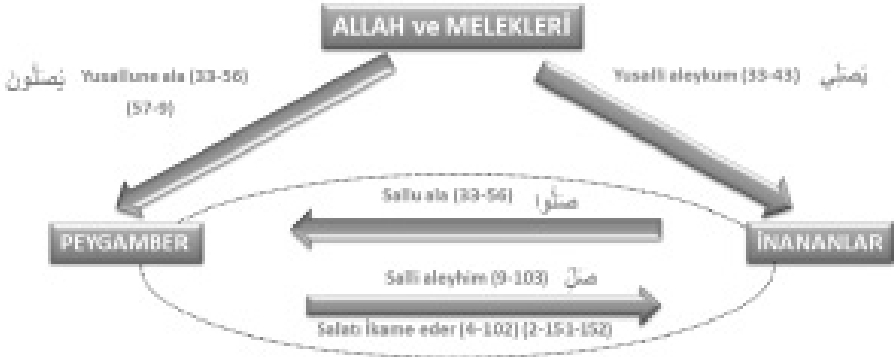 ALLAH ve MELEKLERİ
يُصَلُّونَ Yusallune ala (33-56)
(57-9)
Yusalli aleykum (33-43) يُصَلِّي
Sallu ala (33-56) صَلُّوا
PEYGAMBER
İNANANLAR
Salli aleyhim (9-103) صَلِّ
Salatı İkame eder (4-102) (2-151-152)